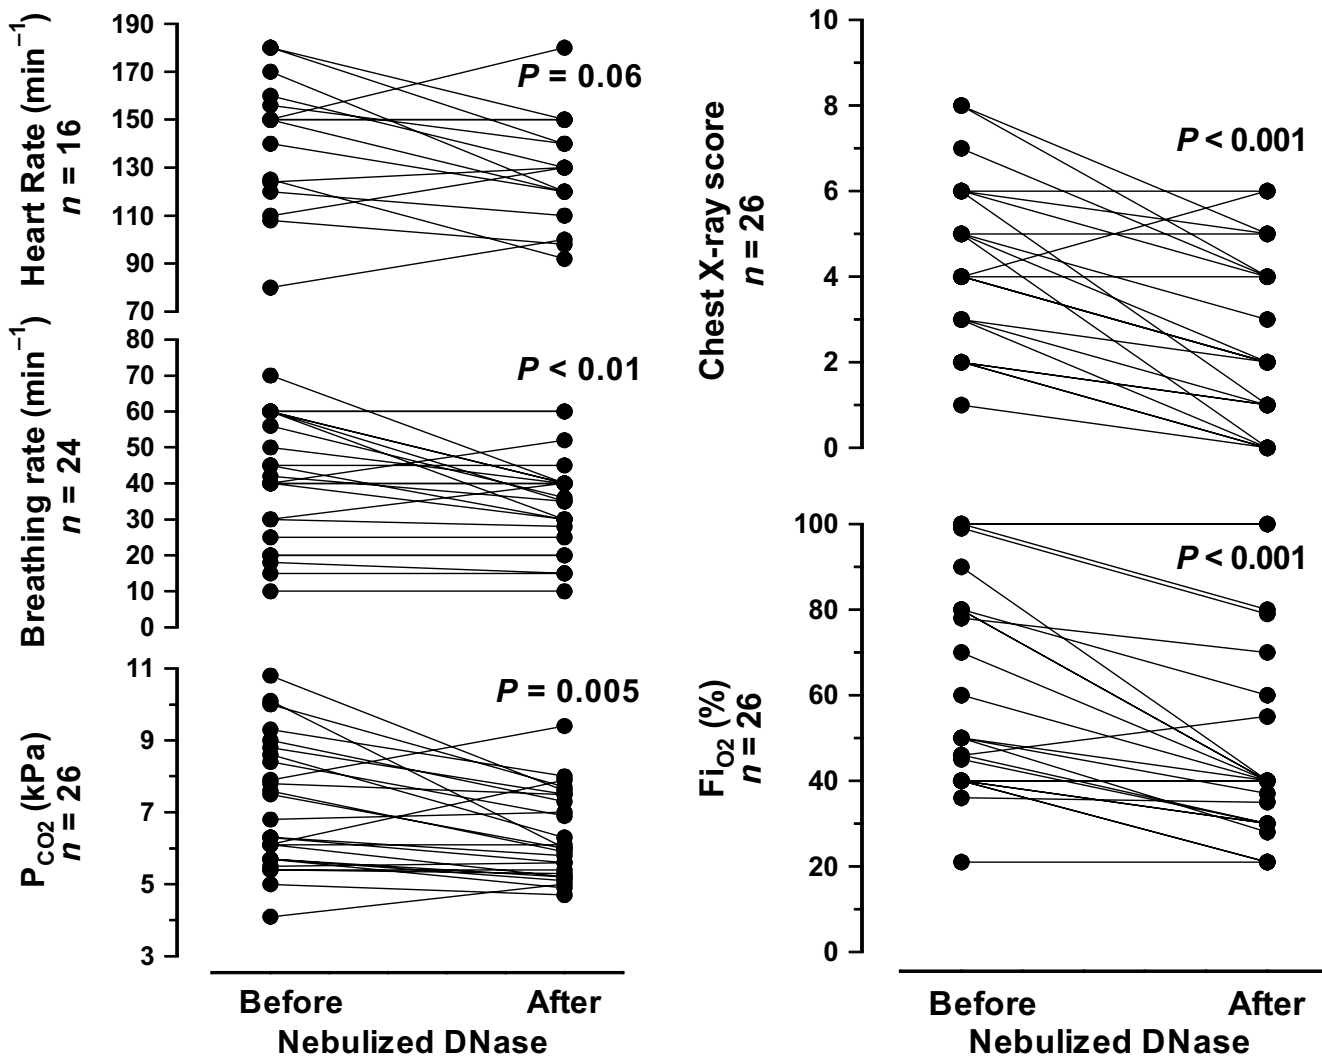 Heart Rate (min⁻¹)
n = 16
190
170
150
130
110
90
70
P = 0.06
Breathing rate (min⁻¹)
n = 24
80
70
60
50
40
30
20
10
0
P < 0.01
PCO2 (kPa)
n = 26
11
9
7
5
3
P = 0.005
Before After
Nebulized DNase
Chest X-ray score
n = 26
10
8
6
4
2
0
P < 0.001
FiO2 (%)
n = 26
100
80
60
40
20
0
P < 0.001
Before After
Nebulized DNase